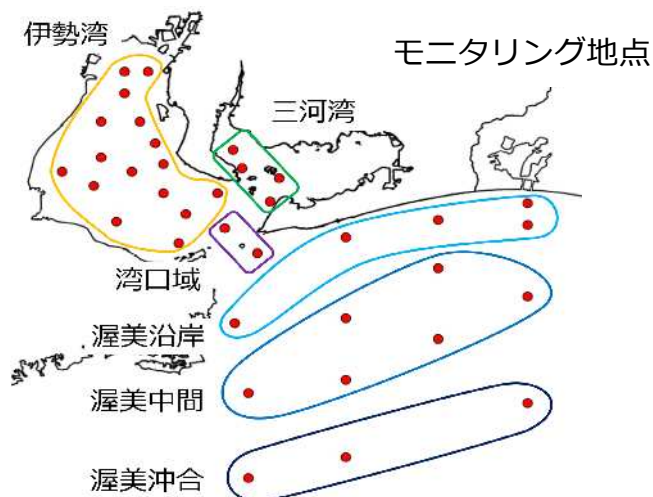 伊勢湾
モニタリング地点
三河湾
湾口域
渥美沿岸
渥美中間
渥美沖合